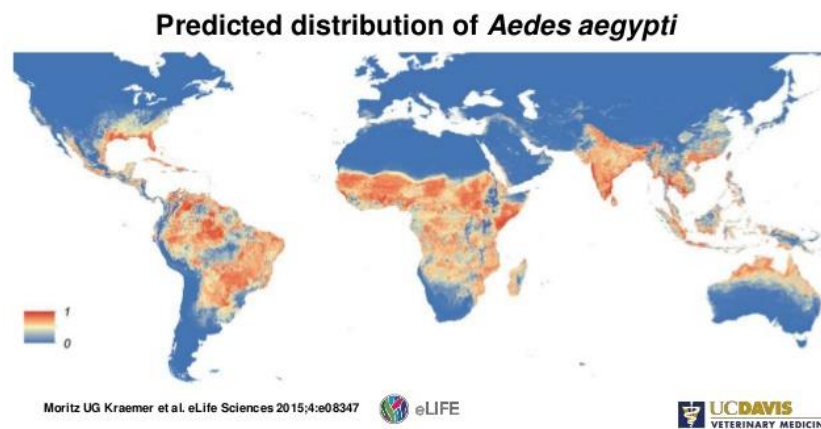 Predicted distribution of Aedes aegypti
1
0
Moritz UG Kraemer et al. eLife Sciences 2015;4:e08347
eLIFE
UCDAVIS
VETERINARY MEDICIN